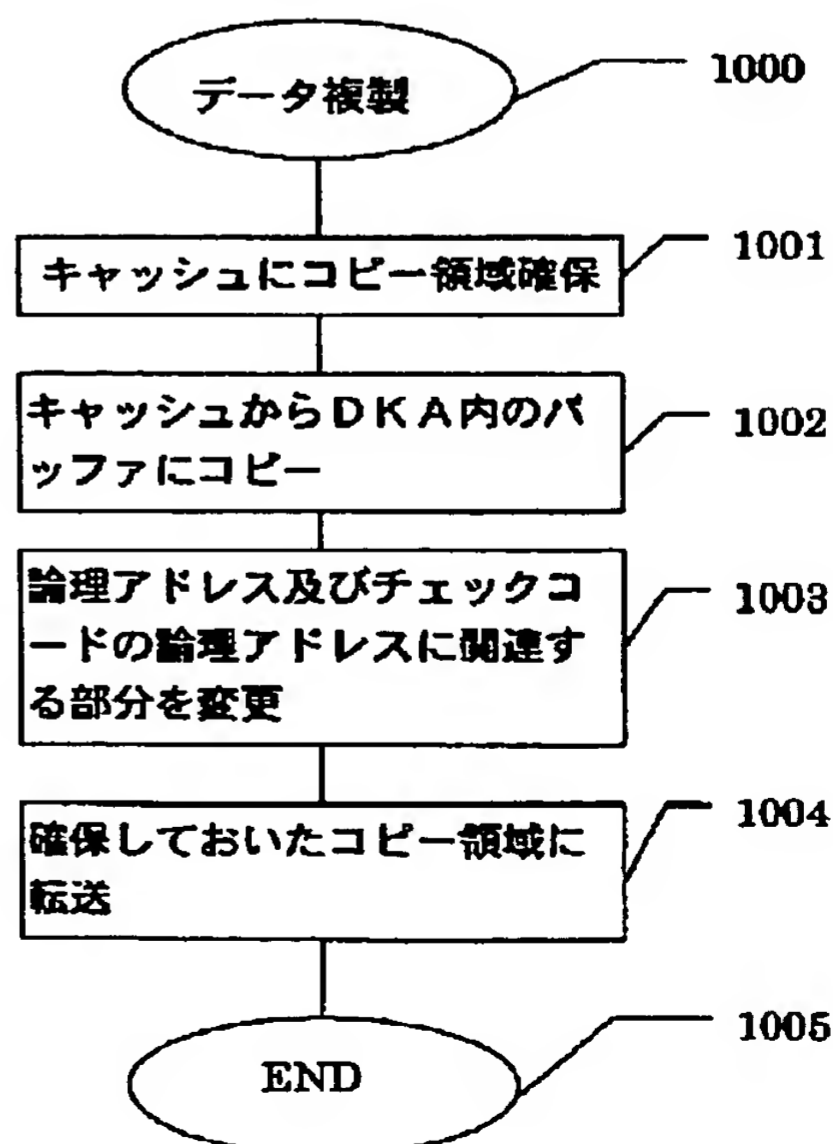 データ複製
1000
キャッシュにコピー領域確保
1001
キャッシュからDKA内のバ
ッファにコピー
1002
論理アドレス及びチェックコ
ードの論理アドレスに関連す
る部分を変更
1003
確保しておいたコピー領域に
転送
1004
END
1005